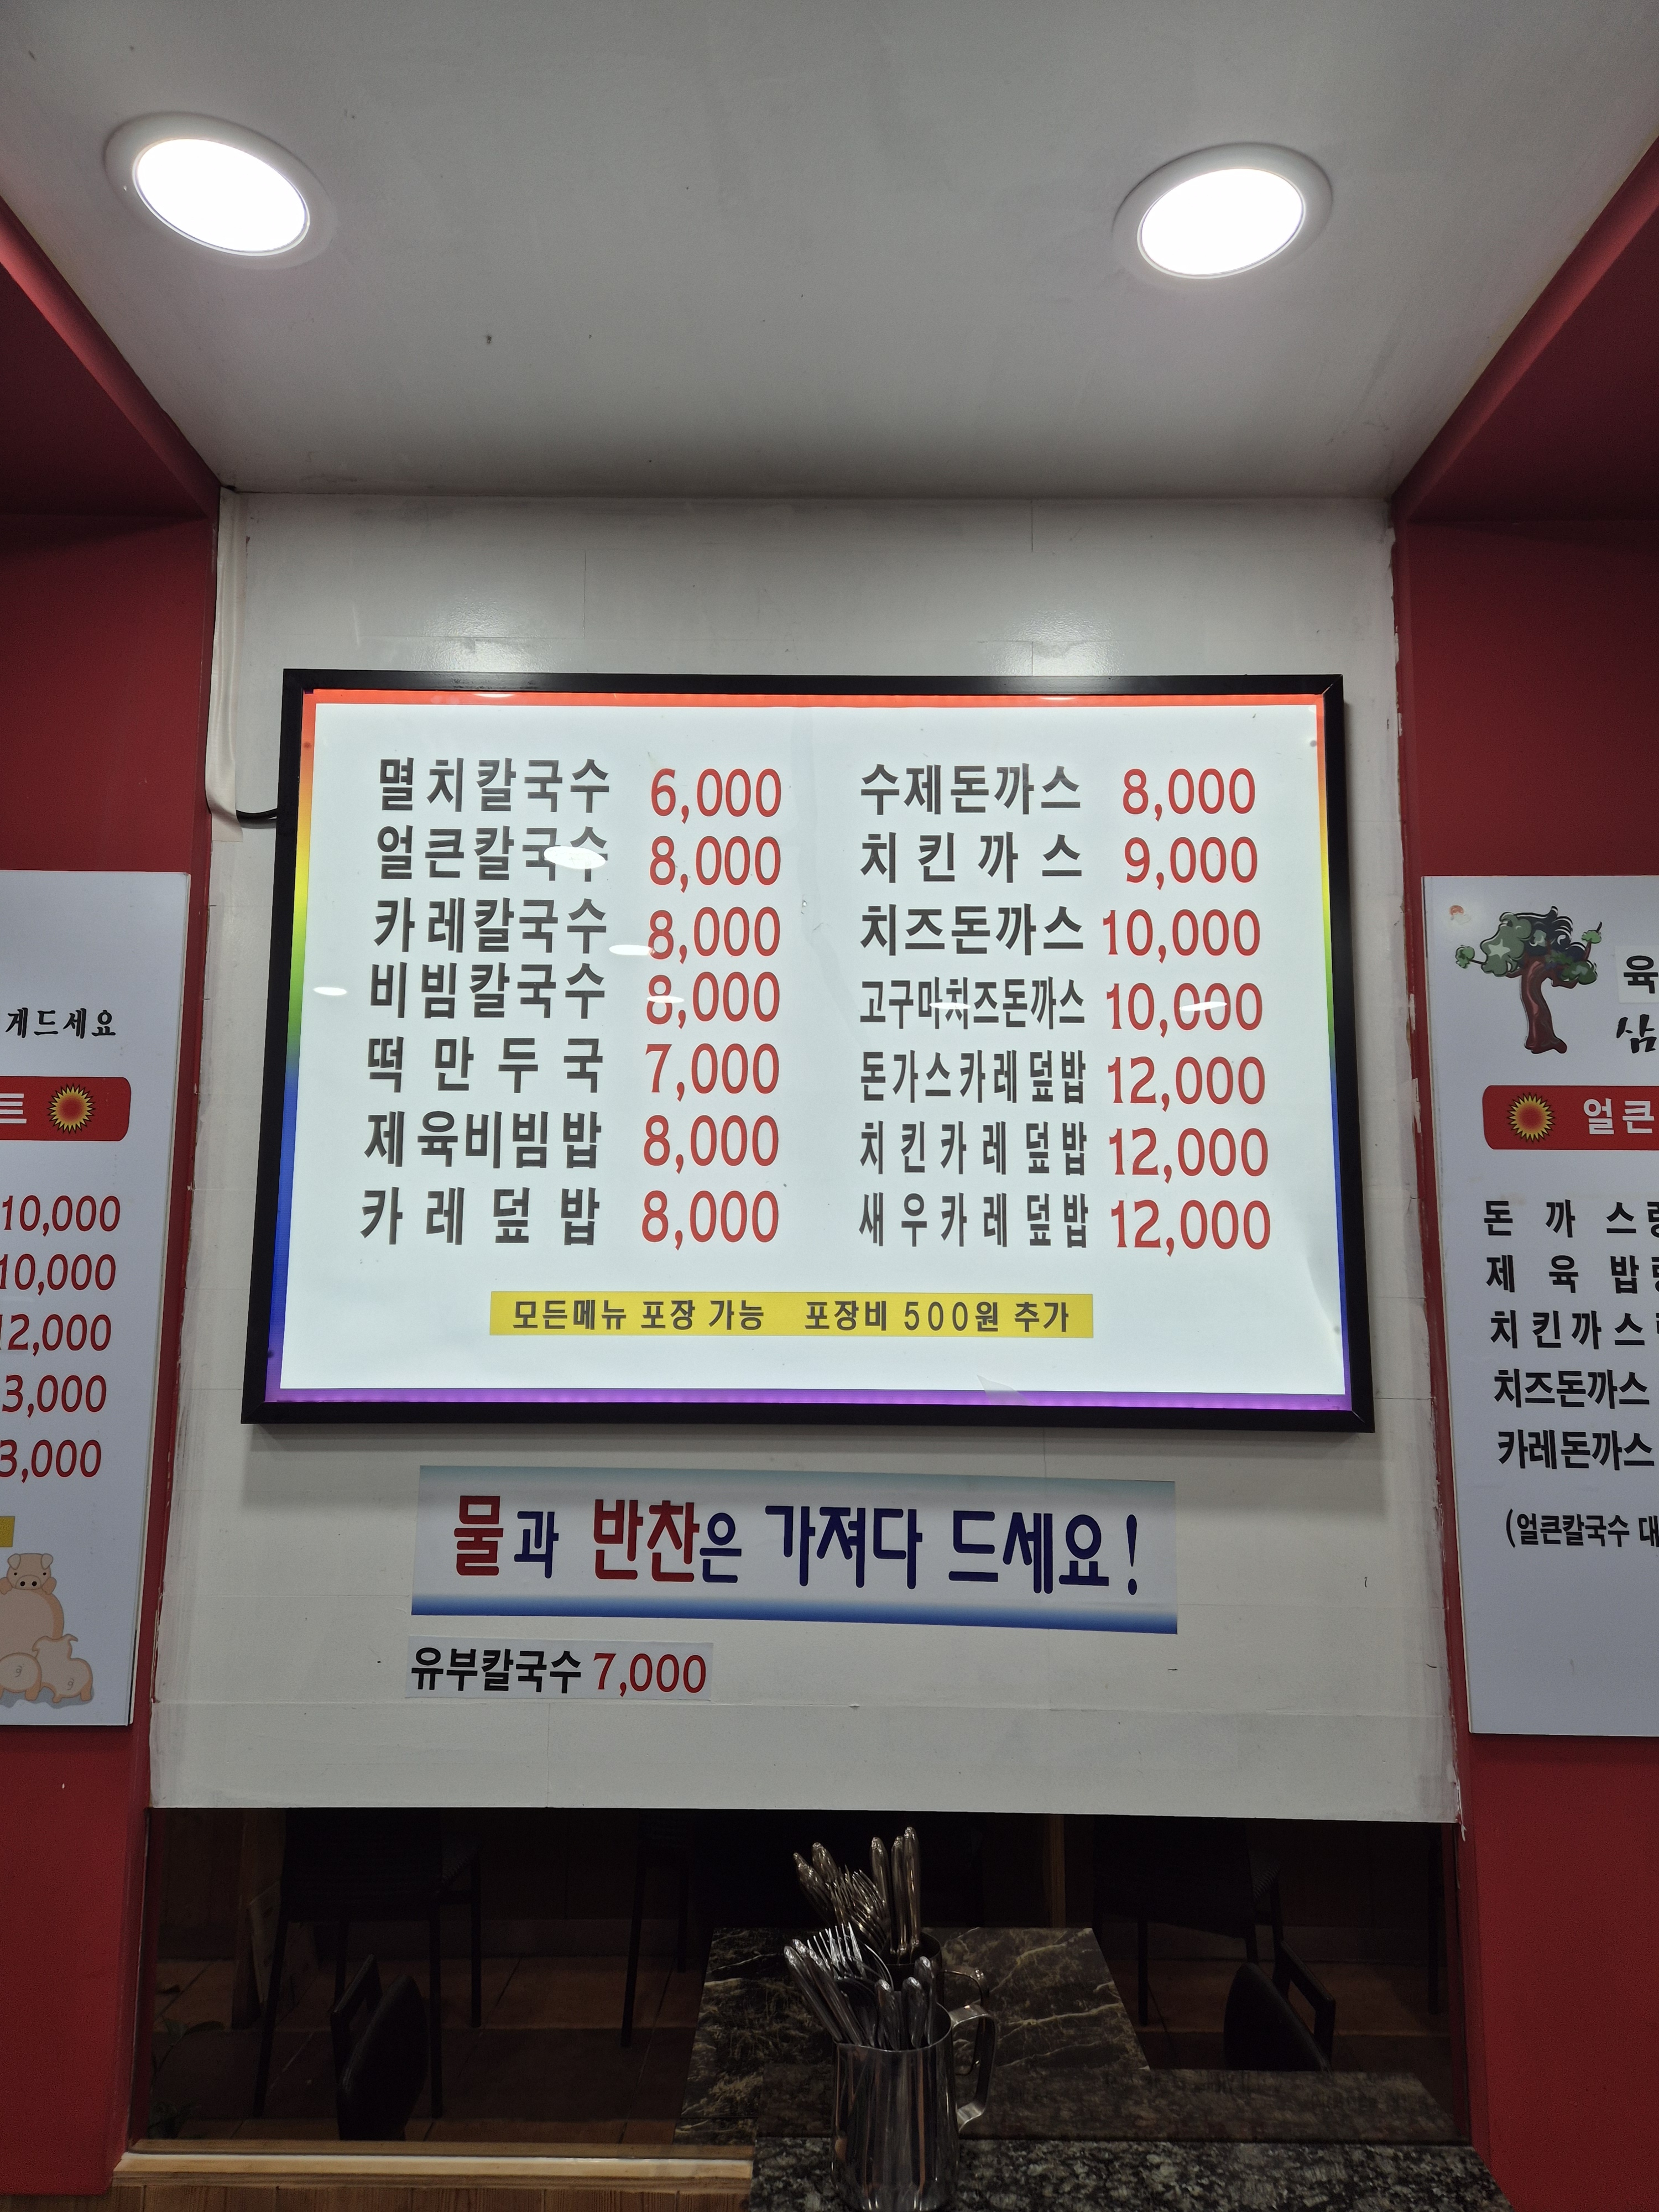 멸치칼국수 6,000
얼큰칼국수 8,000
카레칼국수 8,000
비빔칼국수 8,000
떡만두국 7,000
제육비빔밥 8,000
카레덮밥 8,000
수제돈까스 8,000
치킨까스 9,000
치즈돈까스 10,000
고구마치즈돈까스 10,000
돈가스카레덮밥 12,000
치킨카레덮밥 12,000
새우카레덮밥 12,000
모든메뉴 포장 가능 포장비 500원 추가
물과 반찬은 가져다 드세요!
유부칼국수 7,000
게드세요
트
10,000
10,000
12,000
3,000
3,000
육
삼
얼큰
돈까스랑
제육밥
치킨까스
치즈돈까스
카레돈까스
(얼큰칼국수 대